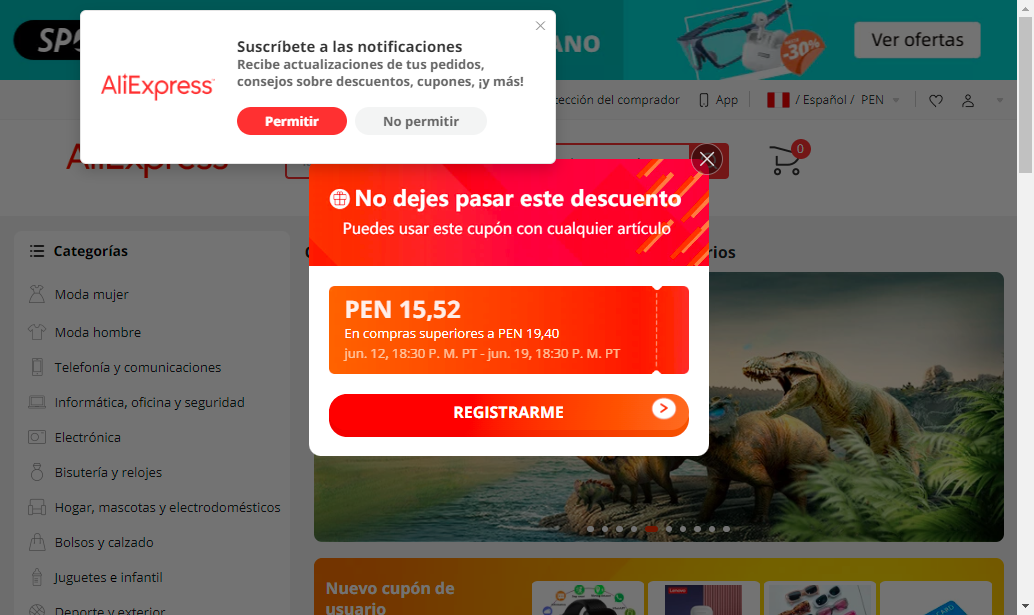 ANO
-30%
Ver ofertas
Suscríbete a las notificaciones
Recibe actualizaciones de tus pedidos,
consejos sobre descuentos, cupones, ¡y más!
AliExpress
Permitir
No permitir
del comprador
App
/ Español / PEN
AliExpress
0
No dejes pasar este descuento
Puedes usar este cupón con cualquier artículo
PEN 15,52
En compras superiores a PEN 19,40
jun. 12, 18:30 P. M. PT - jun. 19, 18:30 P. M. PT
REGISTRARME
Categorías
Moda mujer
Moda hombre
Telefonía y comunicaciones
Informática, oficina y seguridad
Electrónica
Bisutería y relojes
Hogar, mascotas y electrodomésticos
Bolsos y calzado
Juguetes e infantil
Deporte y exterior
Nuevo cupón de
usuario
Lenovo